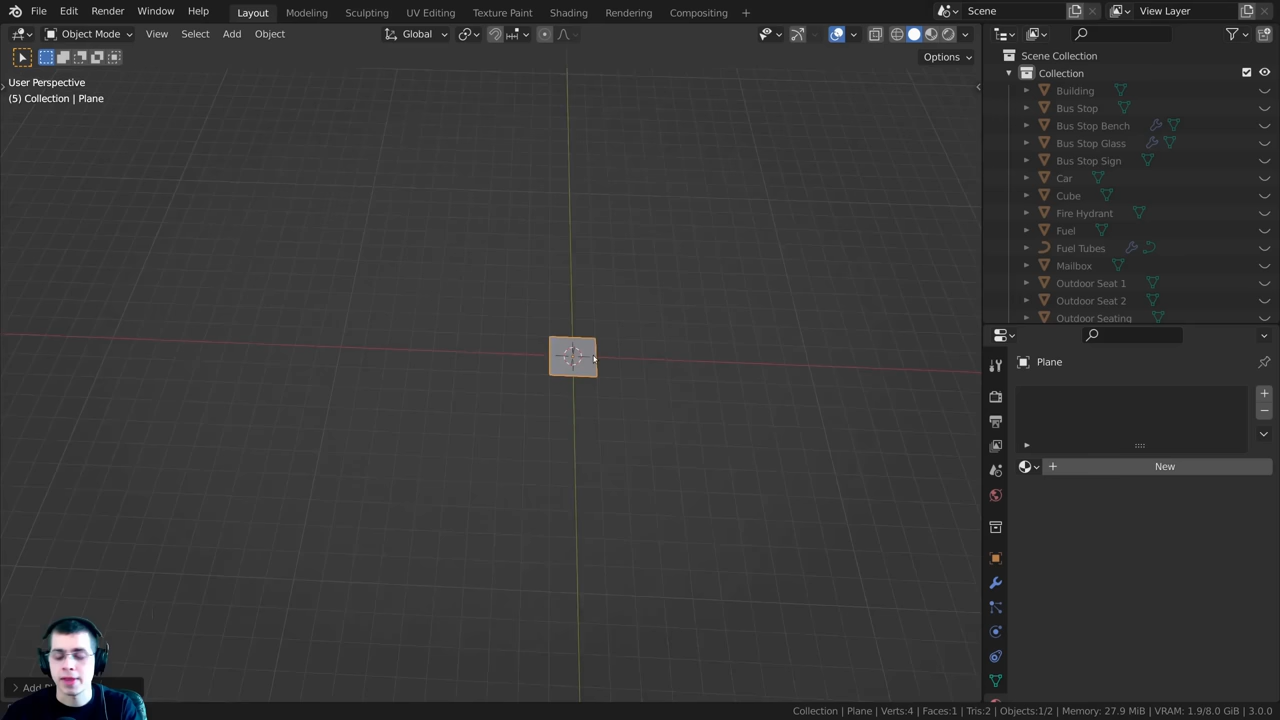 File Edit Render Window Help
Layout Modeling Sculpting UV Editing Texture Paint Shading Rendering Compositing +
Scene
View Layer
Object Mode View Select Add Object
Global
Options
User Perspective
(5) Collection | Plane
Scene Collection
Collection
Building
Bus Stop
Bus Stop Bench
Bus Stop Glass
Bus Stop Sign
Car
Cube
Fire Hydrant
Fuel
Fuel Tubes
Mailbox
Outdoor Seat 1
Outdoor Seat 2
Outdoor Seating
Plane
New
Collection | Plane | Verts:4 | Faces:1 | Tris:2 | Objects:1/2 | Memory: 27.9 MiB | VRAM: 1.9/8.0 GiB | 3.0.0